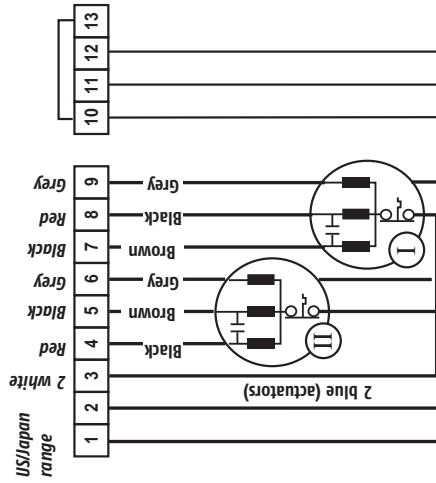 13
12
11
10
Grey 9 Grey
Red 8 Black
Black 7 Brown
Grey 6 Grey
Black 5 Brown
Red 4 Black
2 white 3 2 blue (actuators)
2
1
US/Japan
range
I
II